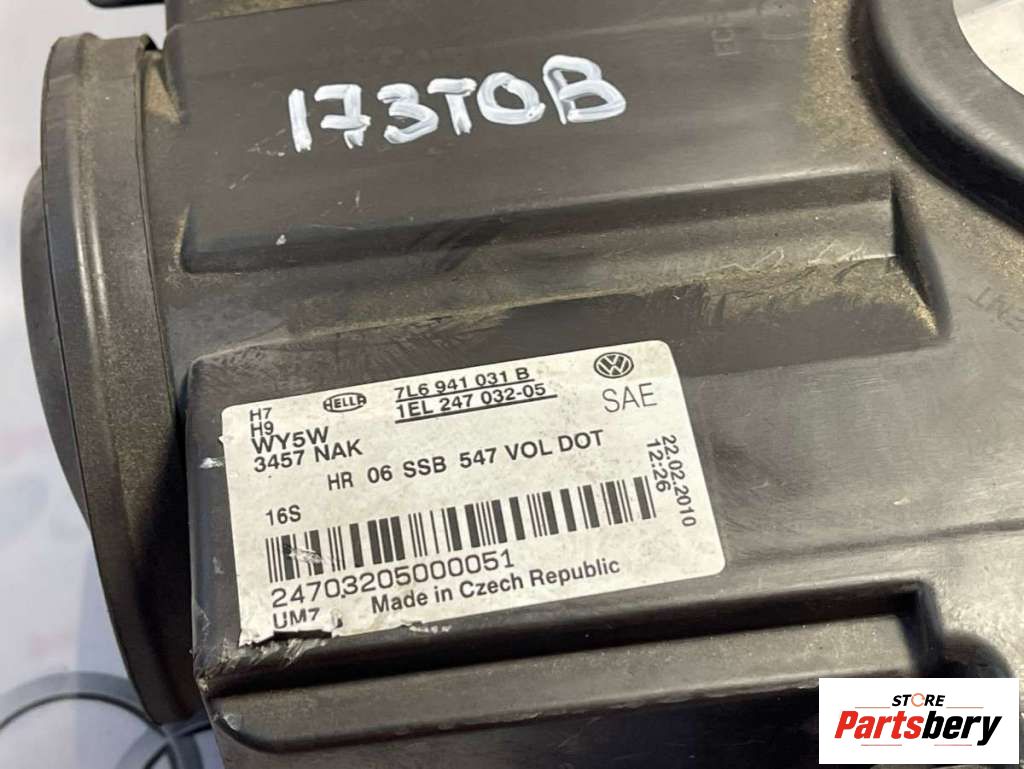 173TOB
H7
H9
WY5W
3457 NAK
HELLA
7L6 941 031 B
1EL 247 032-05
SAE
HR 06 SSB 547 VOL DOT
22.02.2010
12:26
16S
24703205000051
UM7
Made in Czech Republic
STORE
Partsbery